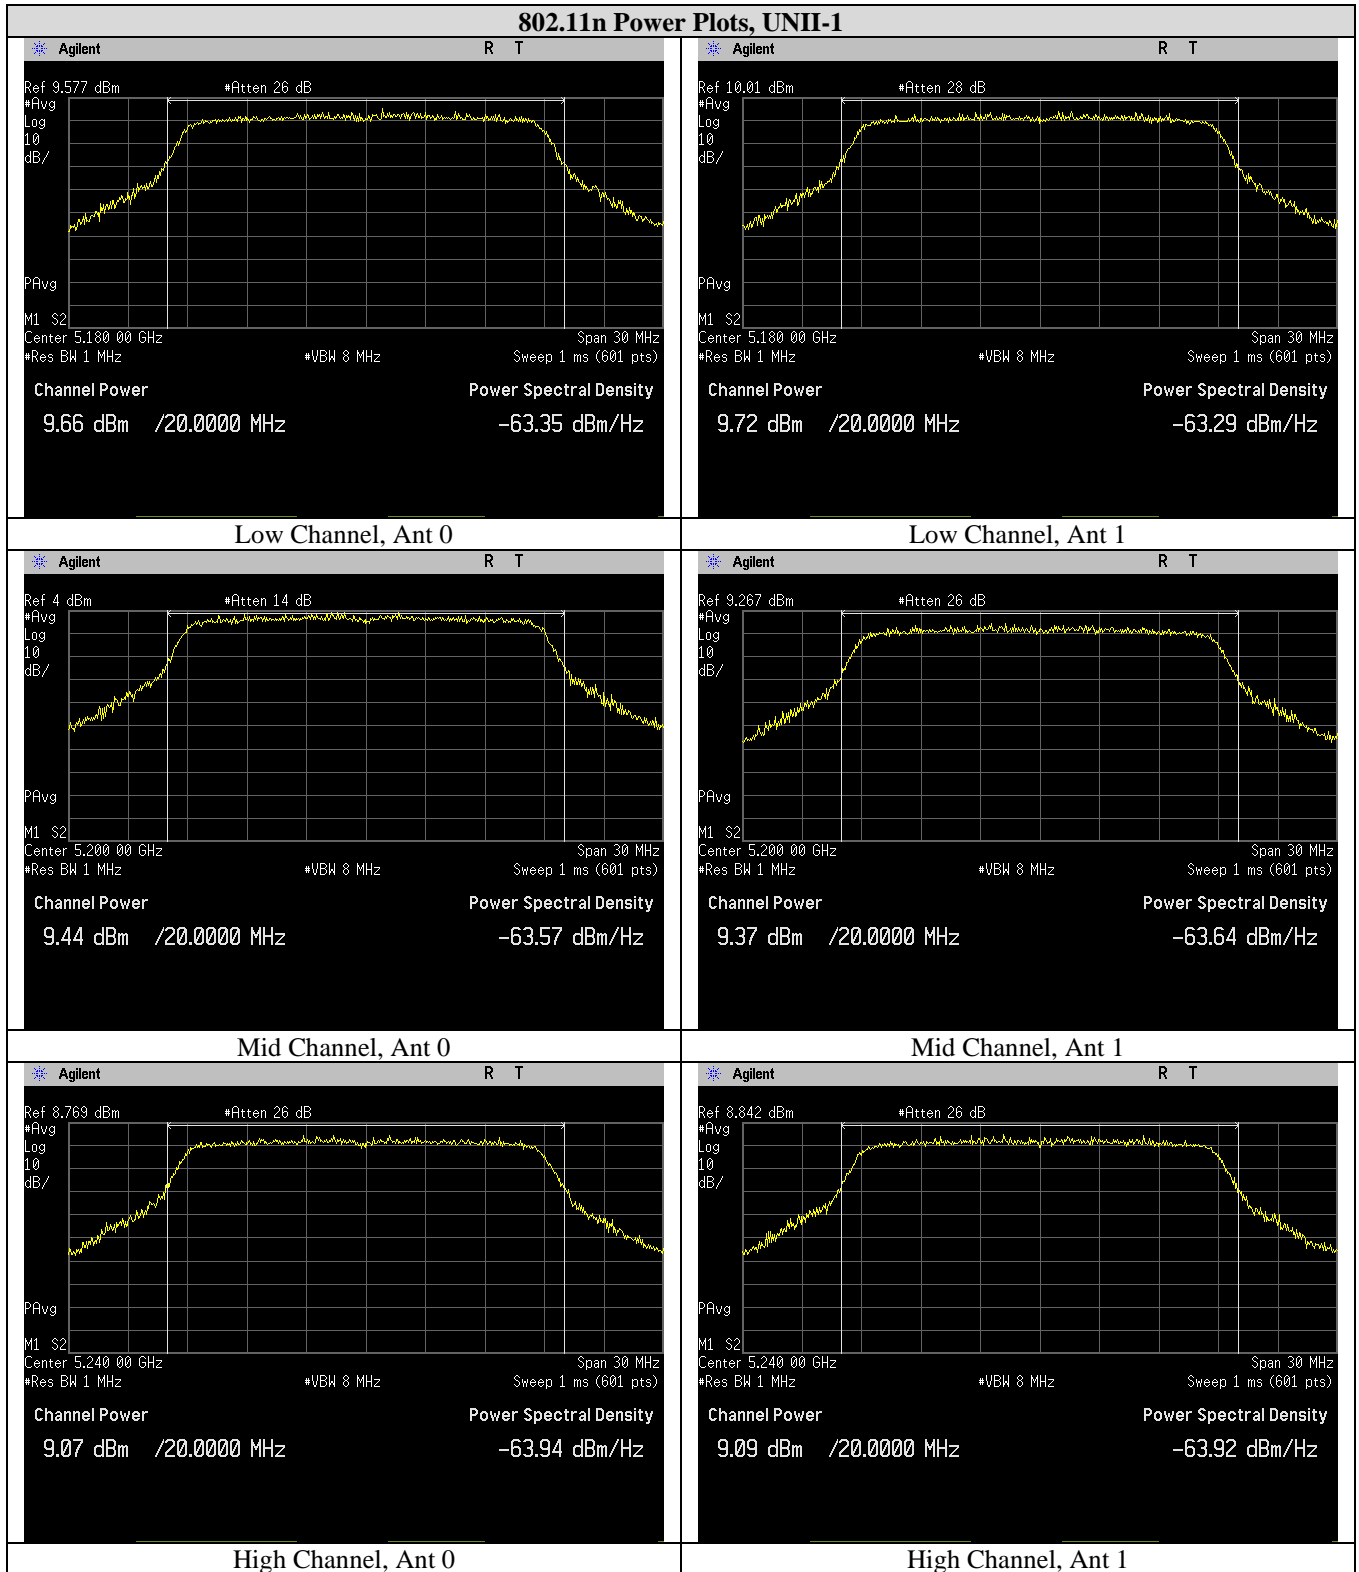 802.11n Power Plots, UNII-1
Agilent R T
Ref 9.577 dBm #Atten 26 dB
#Avg
Log
10
dB/
PAvg
M1 S2
Center 5.180 00 GHz Span 30 MHz
#Res BW 1 MHz #VBW 8 MHz Sweep 1 ms (601 pts)
Channel Power Power Spectral Density
9.66 dBm /20.0000 MHz -63.35 dBm/Hz
Low Channel, Ant 0
Agilent R T
Ref 10.01 dBm #Atten 28 dB
#Avg
Log
10
dB/
PAvg
M1 S2
Center 5.180 00 GHz Span 30 MHz
#Res BW 1 MHz #VBW 8 MHz Sweep 1 ms (601 pts)
Channel Power Power Spectral Density
9.72 dBm /20.0000 MHz -63.29 dBm/Hz
Low Channel, Ant 1
Agilent R T
Ref 4 dBm #Atten 14 dB
#Avg
Log
10
dB/
PAvg
M1 S2
Center 5.200 00 GHz Span 30 MHz
#Res BW 1 MHz #VBW 8 MHz Sweep 1 ms (601 pts)
Channel Power Power Spectral Density
9.44 dBm /20.0000 MHz -63.57 dBm/Hz
Mid Channel, Ant 0
Agilent R T
Ref 9.267 dBm #Atten 26 dB
#Avg
Log
10
dB/
PAvg
M1 S2
Center 5.200 00 GHz Span 30 MHz
#Res BW 1 MHz #VBW 8 MHz Sweep 1 ms (601 pts)
Channel Power Power Spectral Density
9.37 dBm /20.0000 MHz -63.64 dBm/Hz
Mid Channel, Ant 1
Agilent R T
Ref 8.769 dBm #Atten 26 dB
#Avg
Log
10
dB/
PAvg
M1 S2
Center 5.240 00 GHz Span 30 MHz
#Res BW 1 MHz #VBW 8 MHz Sweep 1 ms (601 pts)
Channel Power Power Spectral Density
9.07 dBm /20.0000 MHz -63.94 dBm/Hz
High Channel, Ant 0
Agilent R T
Ref 8.842 dBm #Atten 26 dB
#Avg
Log
10
dB/
PAvg
M1 S2
Center 5.240 00 GHz Span 30 MHz
#Res BW 1 MHz #VBW 8 MHz Sweep 1 ms (601 pts)
Channel Power Power Spectral Density
9.09 dBm /20.0000 MHz -63.92 dBm/Hz
High Channel, Ant 1